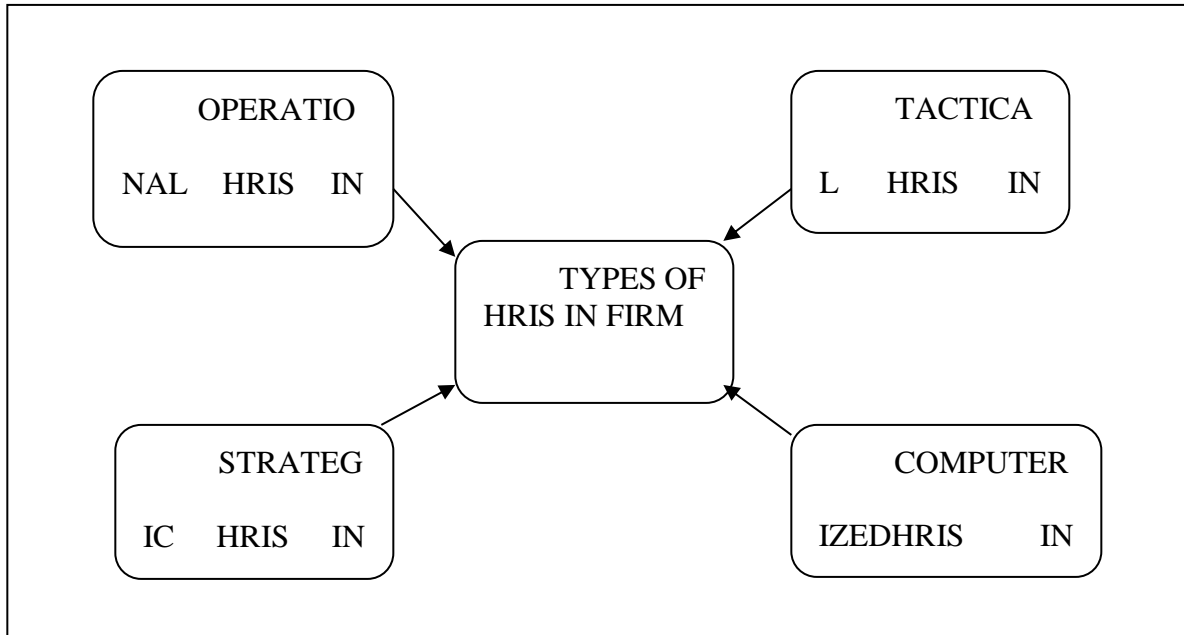 OPERATIO
NAL HRIS IN
TACTICA
L HRIS IN
TYPES OF
HRIS IN FIRM
STRATEG
IC HRIS IN
COMPUTER
IZEDHRIS IN